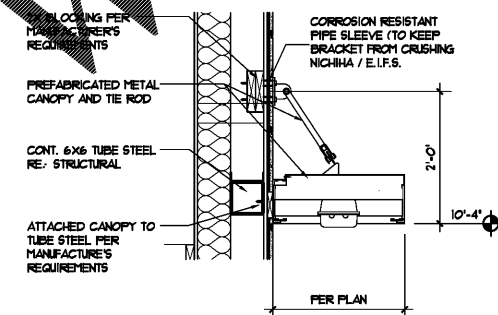 2X BLOCKING PER
MANUFACTURER'S
REQUIREMENTS
PREFABRICATED METAL
CANOPY AND TIE ROD
CONT. 6X6 TUBE STEEL
RE: STRUCTURAL
ATTACHED CANOPY TO
TUBE STEEL PER
MANUFACTURE'S
REQUIREMENTS
CORROSION RESISTANT
PIPE SLEEVE (TO KEEP
BRACKET FROM CRUSHING
NICHIHA / E.I.F.S.
2'-0"
10'-4"
PER PLAN